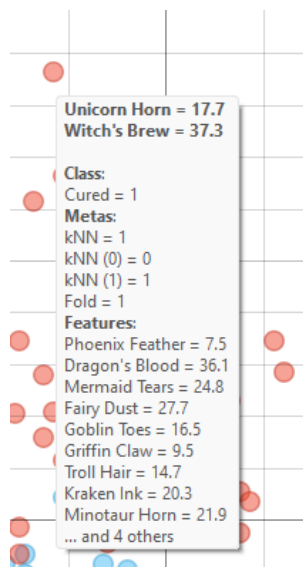 Unicorn Horn = 17.7
Witch's Brew = 37.3
Class:
Cured = 1
Metas:
kNN = 1
kNN (0) = 0
kNN (1) = 1
Fold = 1
Features:
Phoenix Feather = 7.5
Dragon's Blood = 36.1
Mermaid Tears = 24.8
Fairy Dust = 27.7
Goblin Toes = 16.5
Griffin Claw = 9.5
Troll Hair = 14.7
Kraken Ink = 20.3
Minotaur Horn = 21.9
... and 4 others